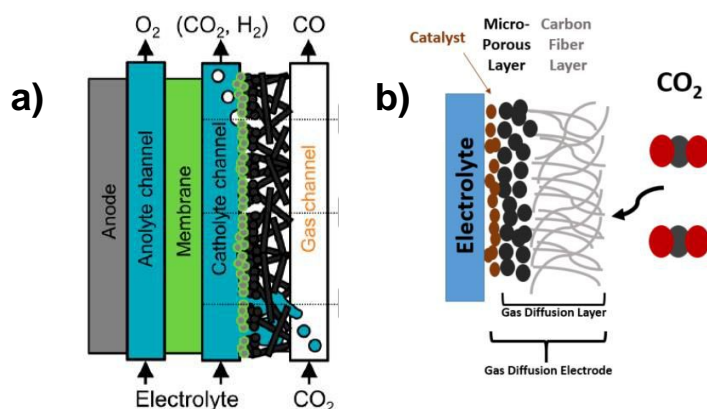 a)
O₂ (CO₂, H₂) CO
Anode
Anolyte channel
Membrane
Catholyte channel
Gas channel
Electrolyte CO₂
b)
Catalyst
Micro-
Porous
Layer
Carbon
Fiber
Layer
CO₂
Electrolyte
Gas Diffusion Layer
Gas Diffusion Electrode